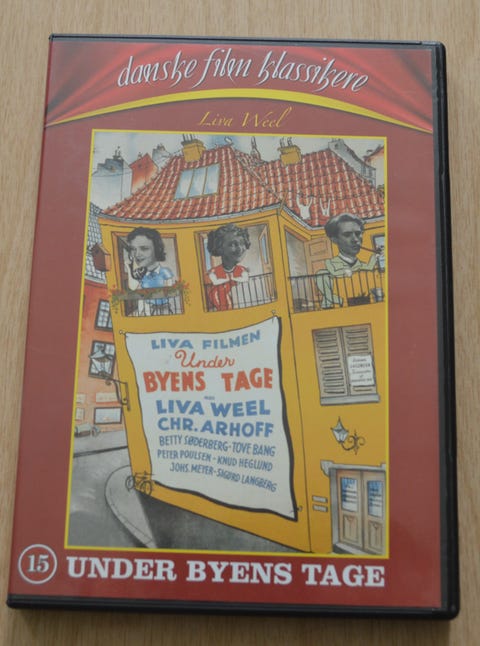 danske film klassikere
Liva Weel
LIVA FILMEN
Under
BYENS TAGE
LIVA WEEL
CHR. ARHOFF
BETTY SØDERBERG - TOVE BANG
PETER POULSEN - KNUD HEGLUND
JOHS. MEYER - SIGURD LANGBERG
15 UNDER BYENS TAGE